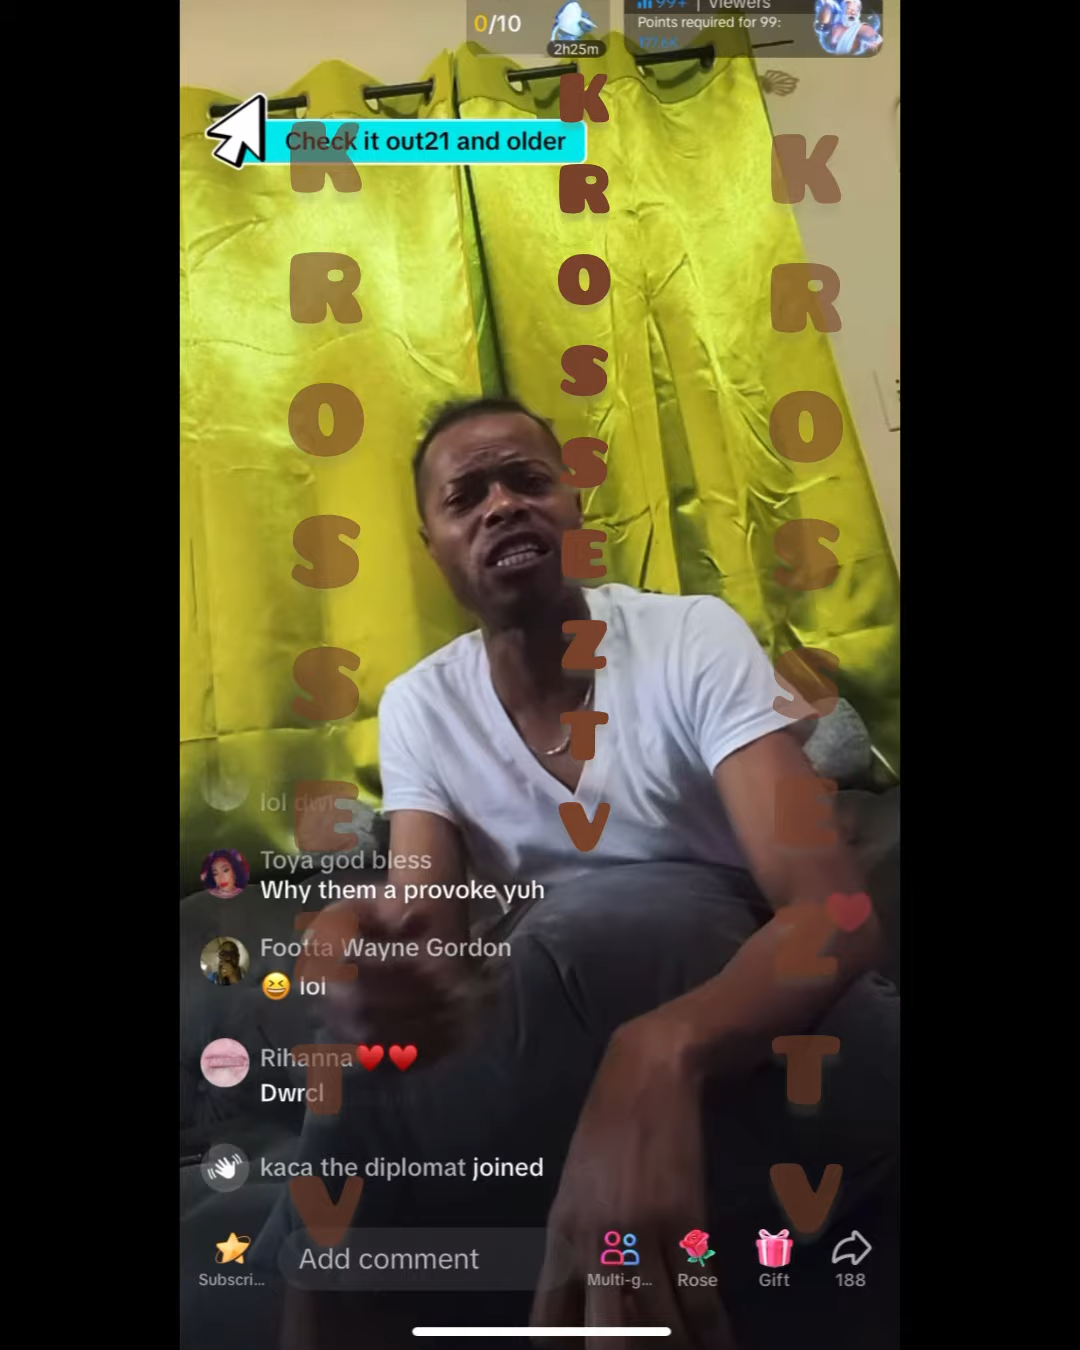 99+ | Viewers
0/10
Points required for 99:
2h25m
Check it out21 and older
KROSSEZTV
KROSSEZTV
KROSSEZTV
lol dwl
Toya god bless
Why them a provoke yuh
Footta Wayne Gordon
😆 lol
Rihanna❤️❤️
Dwrcl
kaca the diplomat joined
Add comment
Subscri...
Multi-g...
Rose
Gift
188